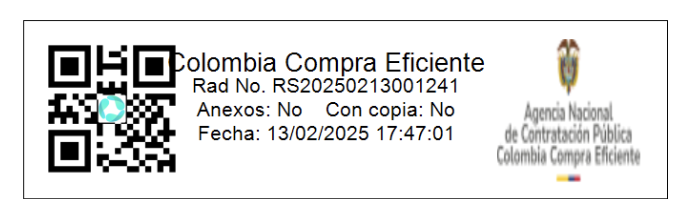 Colombia Compra Eficiente
Rad No. RS20250213001241
Anexos: No    Con copia: No
Fecha: 13/02/2025 17:47:01
Agencia Nacional
de Contratación Pública
Colombia Compra Eficiente